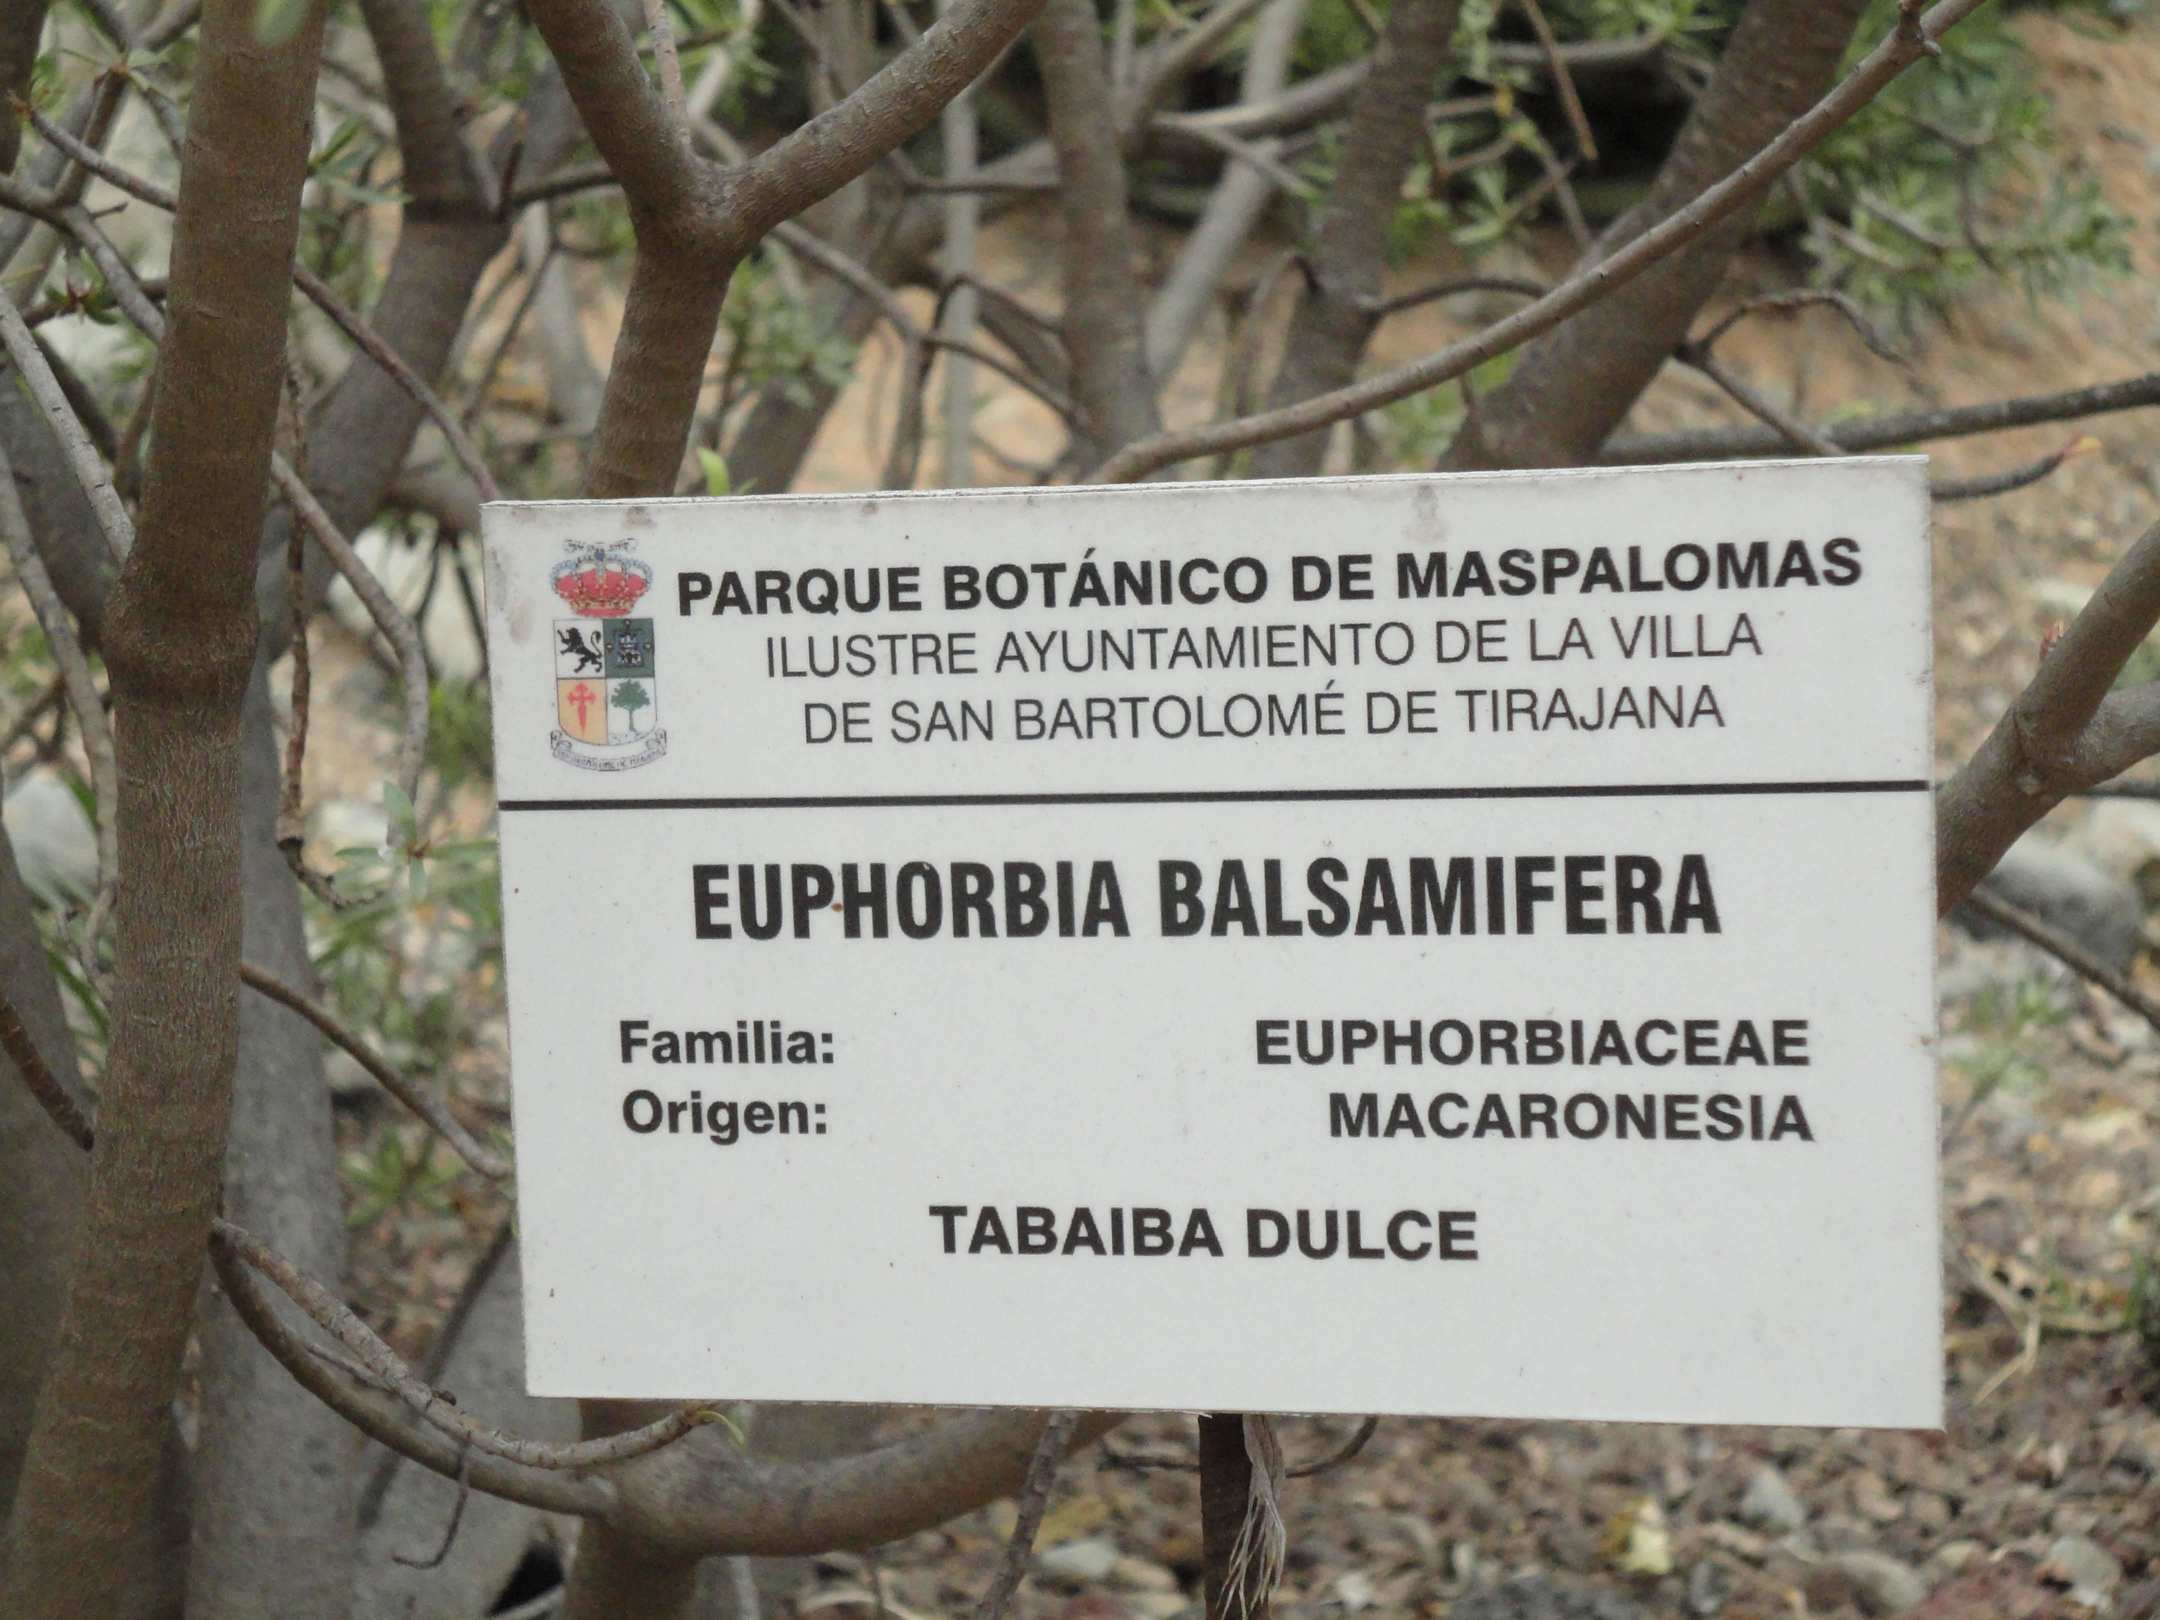 PARQUE BOTÁNICO DE MASPALOMAS
ILUSTRE AYUNTAMIENTO DE LA VILLA
DE SAN BARTOLOMÉ DE TIRAJANA
EUPHORBIA BALSAMIFERA
Familia: EUPHORBIACEAE
Origen: MACARONESIA
TABAIBA DULCE